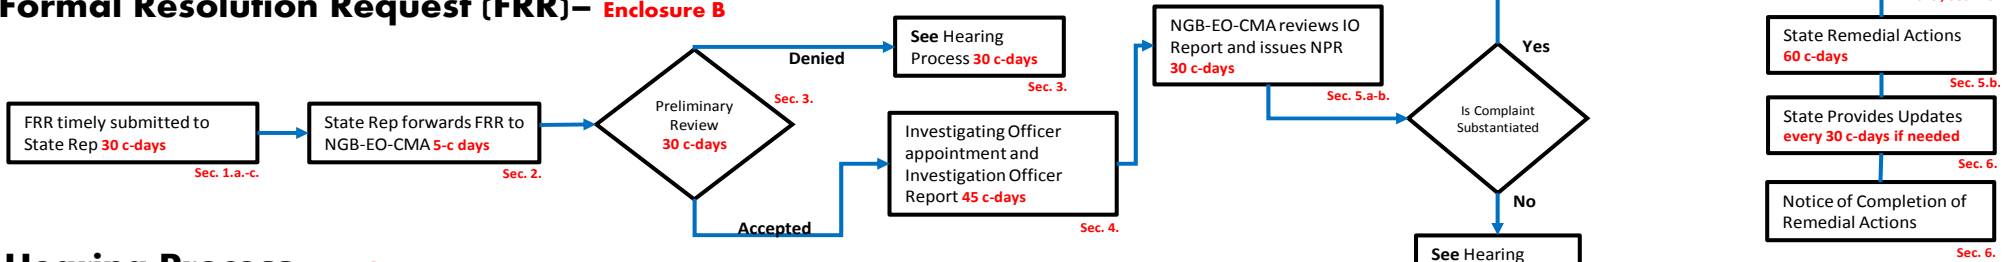 Formal Resolution Request (FRR)– Enclosure B
FRR timely submitted to
State Rep 30 c-days
Sec. 1.a.-c.
State Rep forwards FRR to
NGB-EO-CMA 5-c days
Sec. 2.
Preliminary
Review
30 c-days
Sec. 3.
Denied
See Hearing
Process 30 c-days
Sec. 3.
Accepted
Investigating Officer
appointment and
Investigation Officer
Report 45 c-days
Sec. 4.
NGB-EO-CMA reviews IO
Report and issues NPR
30 c-days
Sec. 5.a-b.
Is Complaint
Substantiated
Yes
No
See Hearing
State Remedial Actions
60 c-days
Sec. 5.b.
State Provides Updates
every 30 c-days if needed
Sec. 6.
Notice of Completion of
Remedial Actions
Sec. 6.
Hearing Process